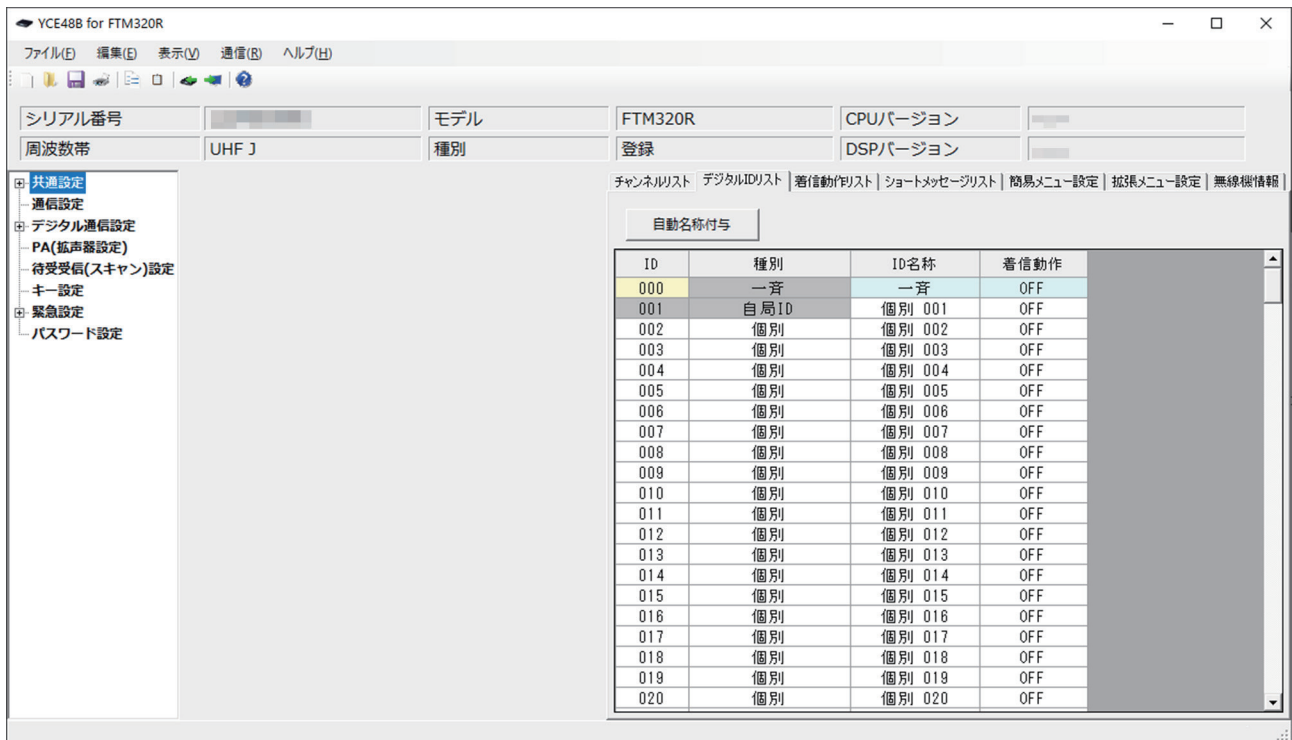 YCE48B for FTM320R
ファイル(F) 編集(E) 表示(V) 通信(R) ヘルプ(H)
シリアル番号 モデル FTM320R CPUバージョン
周波数帯 UHF J 種別 登録 DSPバージョン
共通設定
通信設定
デジタル通信設定
PA(拡声器設定)
待受受信(スキャン)設定
キー設定
緊急設定
パスワード設定
チャンネルリスト デジタルIDリスト 着信動作リスト ショートメッセージリスト 簡易メニュー設定 拡張メニュー設定 無線機情報
自動名称付与
ID 種別 ID名称 着信動作
000 一斉 一斉 OFF
001 自局ID 個別 001 OFF
002 個別 個別 002 OFF
003 個別 個別 003 OFF
004 個別 個別 004 OFF
005 個別 個別 005 OFF
006 個別 個別 006 OFF
007 個別 個別 007 OFF
008 個別 個別 008 OFF
009 個別 個別 009 OFF
010 個別 個別 010 OFF
011 個別 個別 011 OFF
012 個別 個別 012 OFF
013 個別 個別 013 OFF
014 個別 個別 014 OFF
015 個別 個別 015 OFF
016 個別 個別 016 OFF
017 個別 個別 017 OFF
018 個別 個別 018 OFF
019 個別 個別 019 OFF
020 個別 個別 020 OFF